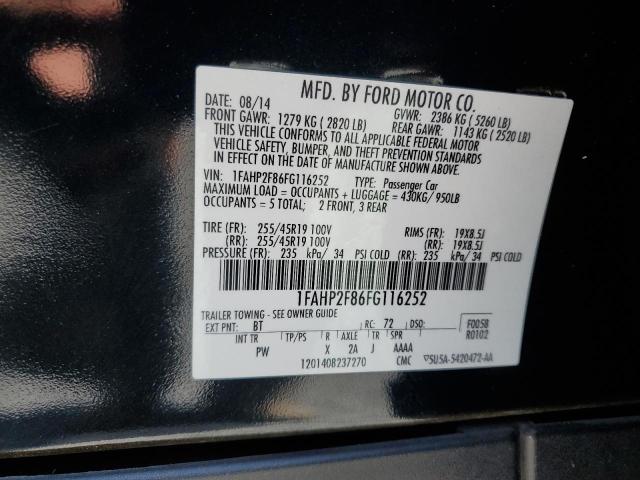 MFD. BY FORD MOTOR CO.
DATE: 08/14 GVWR: 2386 KG ( 5260 LB)
FRONT GAWR: 1279 KG ( 2820 LB) REAR GAWR: 1143 KG ( 2520 LB)
THIS VEHICLE CONFORMS TO ALL APPLICABLE FEDERAL MOTOR
VEHICLE SAFETY, BUMPER, AND THEFT PREVENTION STANDARDS
IN EFFECT ON THE DATE OF MANUFACTURE SHOWN ABOVE.
VIN: 1FAHP2F86FG116252 TYPE: Passenger Car
MAXIMUM LOAD = OCCUPANTS + LUGGAGE = 430KG/ 950LB
OCCUPANTS = 5 TOTAL; 2 FRONT, 3 REAR
TIRE (FR): 255/45R19 100V RIMS (FR): 19X8.5J
(RR): 255/45R19 100V (RR): 19X8.5J
PRESSURE (FR): 235 kPa/ 34 PSI COLD (RR): 235 kPa/ 34 PSI COLD
1FAHP2F86FG116252
TRAILER TOWING - SEE OWNER GUIDE
EXT PNT: BT RC: 72 DSO: F0058
INT TR TP/PS R AXLE TR SPR R0102
PW X 2A J AAAA
1201408237270 CMC 5U5A-5420472-AA